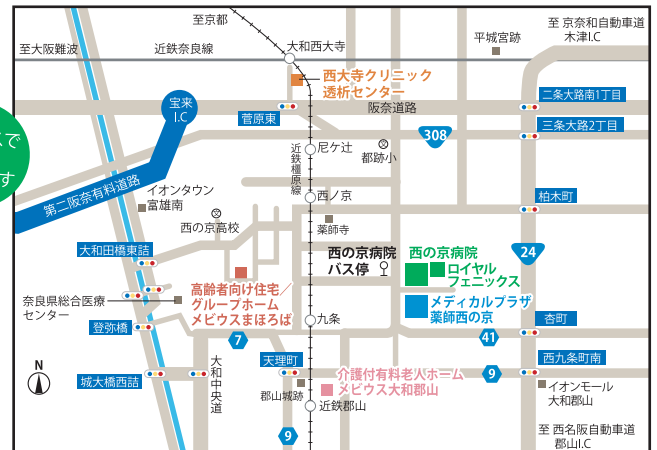 至京都
至 京奈和自動車道
木津I.C
至大阪難波
近鉄奈良線
大和西大寺
平城宮跡
西大寺クリニック
透析センター
宝来
I.C
二条大路南1丁目
阪奈道路
菅原東
三条大路2丁目
308
で
す
近鉄橿原線
尼ケ辻
都跡小
第二阪奈有料道路
イオンタウン
富雄南
西ノ京
柏木町
西の京高校
薬師寺
大和田橋東詰
西の京病院
バス停
西の京病院
ロイヤル
フェニックス
24
高齢者向け住宅／
グループホーム
メビウスまほろば
メディカルプラザ
薬師西の京
奈良県総合医療
センター
九条
杏町
登弥橋
7
41
大和中央道
天理町
西九条町南
介護付有料老人ホーム
メビウス大和郡山
9
N
城大橋西詰
郡山城跡
近鉄郡山
イオンモール
大和郡山
9
至 西名阪自動車道
郡山I.C